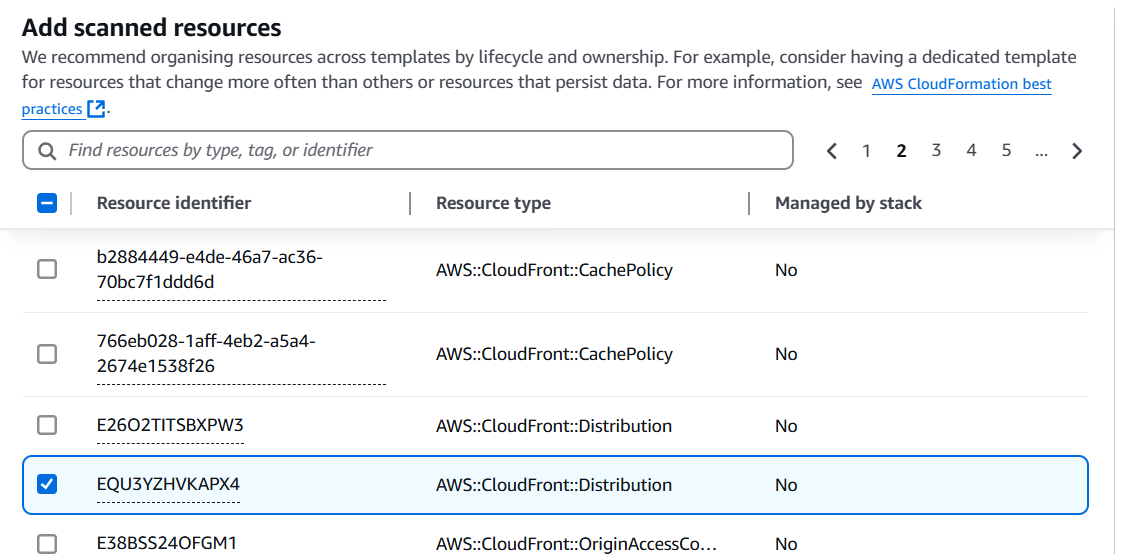 Add scanned resources
We recommend organising resources across templates by lifecycle and ownership. For example, consider having a dedicated template
for resources that change more often than others or resources that persist data. For more information, see AWS CloudFormation best
practices.
Find resources by type, tag, or identifier
1 2 3 4 5 ...
Resource identifier Resource type Managed by stack
b2884449-e4de-46a7-ac36-
70bc7f1ddd6d
AWS::CloudFront::CachePolicy No
766eb028-1aff-4eb2-a5a4-
2674e1538f26
AWS::CloudFront::CachePolicy No
E26O2TITSBXPW3 AWS::CloudFront::Distribution No
EQU3YZHVKAPX4 AWS::CloudFront::Distribution No
E38BSS24OFGM1 AWS::CloudFront::OriginAccessCo... No